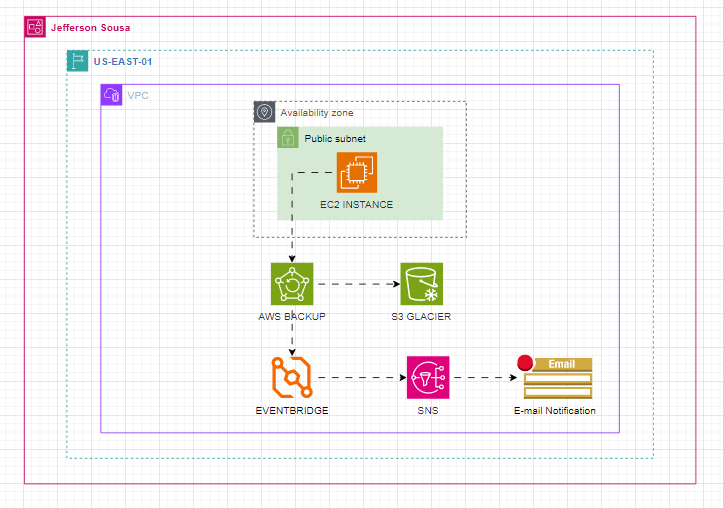 Jefferson Sousa
US-EAST-01
VPC
Availability zone
Public subnet
EC2 INSTANCE
AWS BACKUP
S3 GLACIER
Email
EVENTBRIDGE
SNS
E-mail Notification